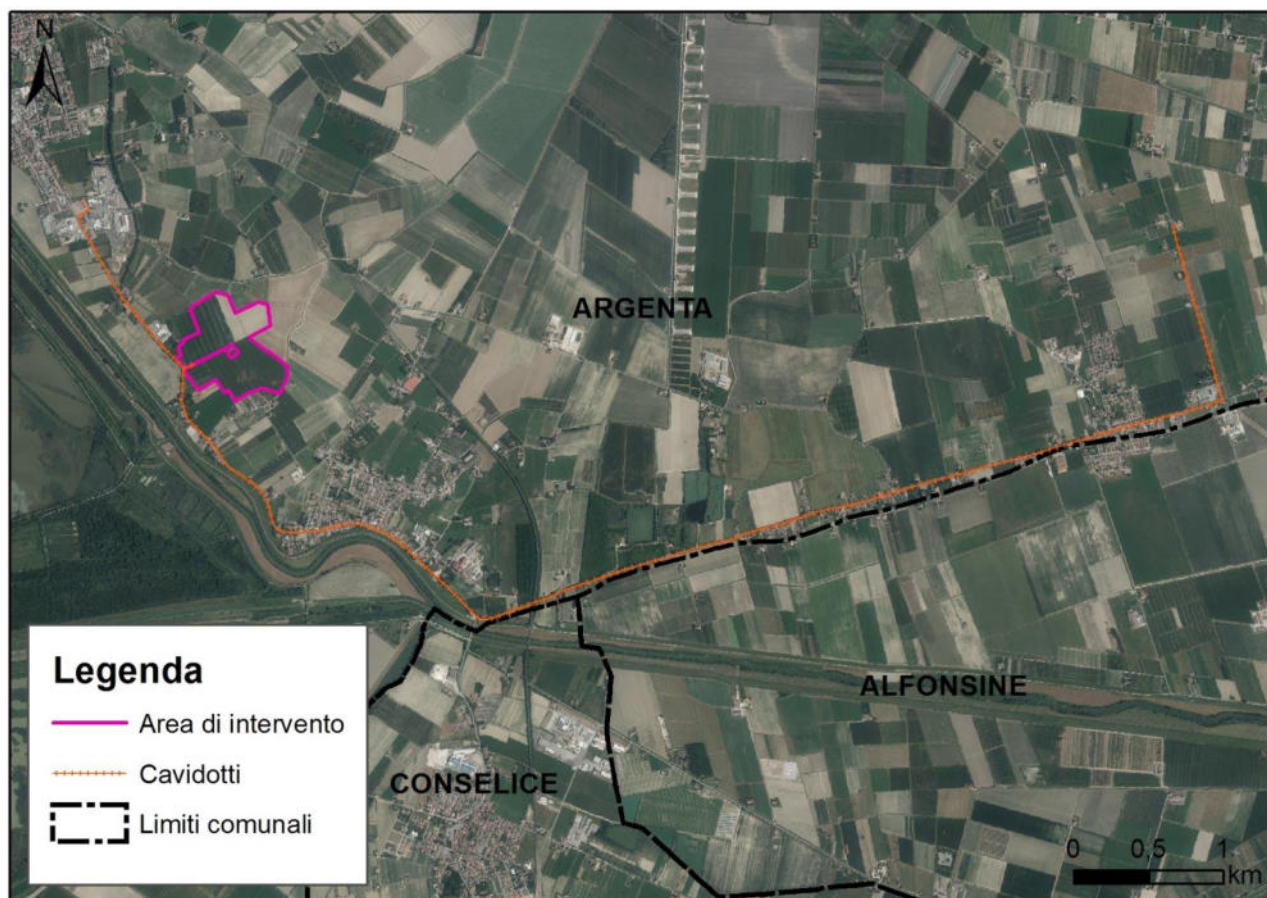 N
ARGENTA
ALFONSINE
CONSELICE
Legenda
Area di intervento
Cavidotti
Limiti comunali
0 0,5 1
km